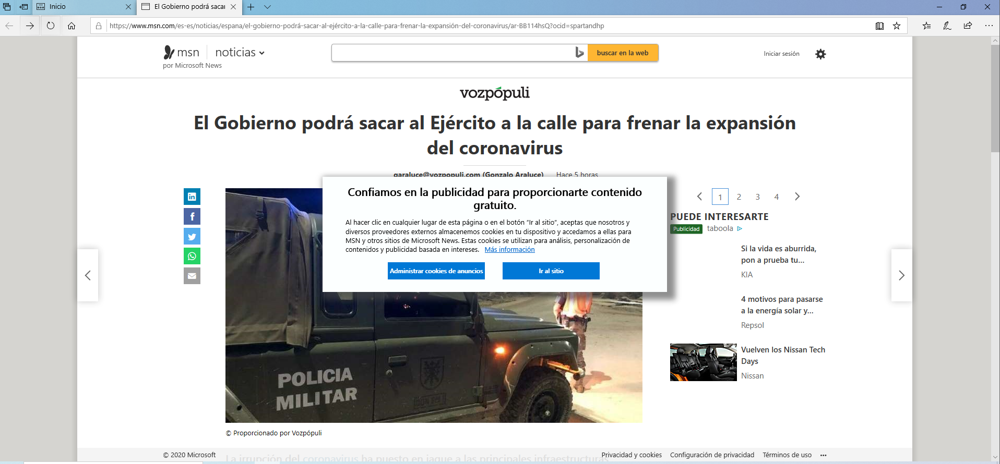 Inicio
El Gobierno podrá sacar
https://www.msn.com/es-es/noticias/espana/el-gobierno-podrá-sacar-al-ejército-a-la-calle-para-frenar-la-expansión-del-coronavirus/ar-BB114hsQ?ocid=spartandhp
msn noticias
por Microsoft News
buscar en la web
Iniciar sesión
vozpópuli
El Gobierno podrá sacar al Ejército a la calle para frenar la expansión
del coronavirus
garaluce@vozpopuli.com (Gonzalo Araluce) Hace 5 horas
Confiamos en la publicidad para proporcionarte contenido
gratuito.
Al hacer clic en cualquier lugar de esta página o en el botón “Ir al sitio”, aceptas que nosotros y
diversos proveedores externos almacenemos cookies en tu dispositivo y accedamos a ellas para
MSN y otros sitios de Microsoft News. Estas cookies se utilizan para análisis, personalización de
contenidos y publicidad basada en intereses. Más información
Administrar cookies de anuncios
Ir al sitio
1 2 3 4
PUEDE INTERESARTE
Publicidad taboola
Si la vida es aburrida,
pon a prueba tu...
KIA
4 motivos para pasarse
a la energía solar y...
Repsol
Vuelven los Nissan Tech
Days
Nissan
POLICIA
MILITAR
© Proporcionado por Vozpópuli
La irrupción del coronavirus ha puesto en jaque a las principales infraestructuras
© 2020 Microsoft
Privacidad y cookies Configuración de privacidad Términos de uso ...